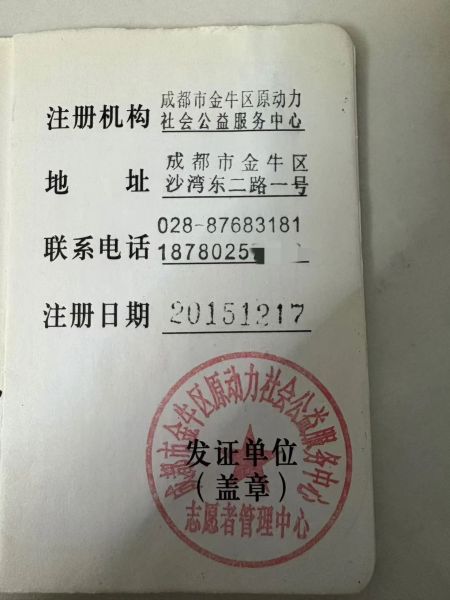 注册机构 成都市金牛区原动力
社会公益服务中心
地 址 成都市金牛区
沙湾东二路一号
联系电话 028-87683181
1878025
注册日期 20151217
成都市金牛区原动力社会公益服务中心
发证单位
(盖章)
志愿者管理中心